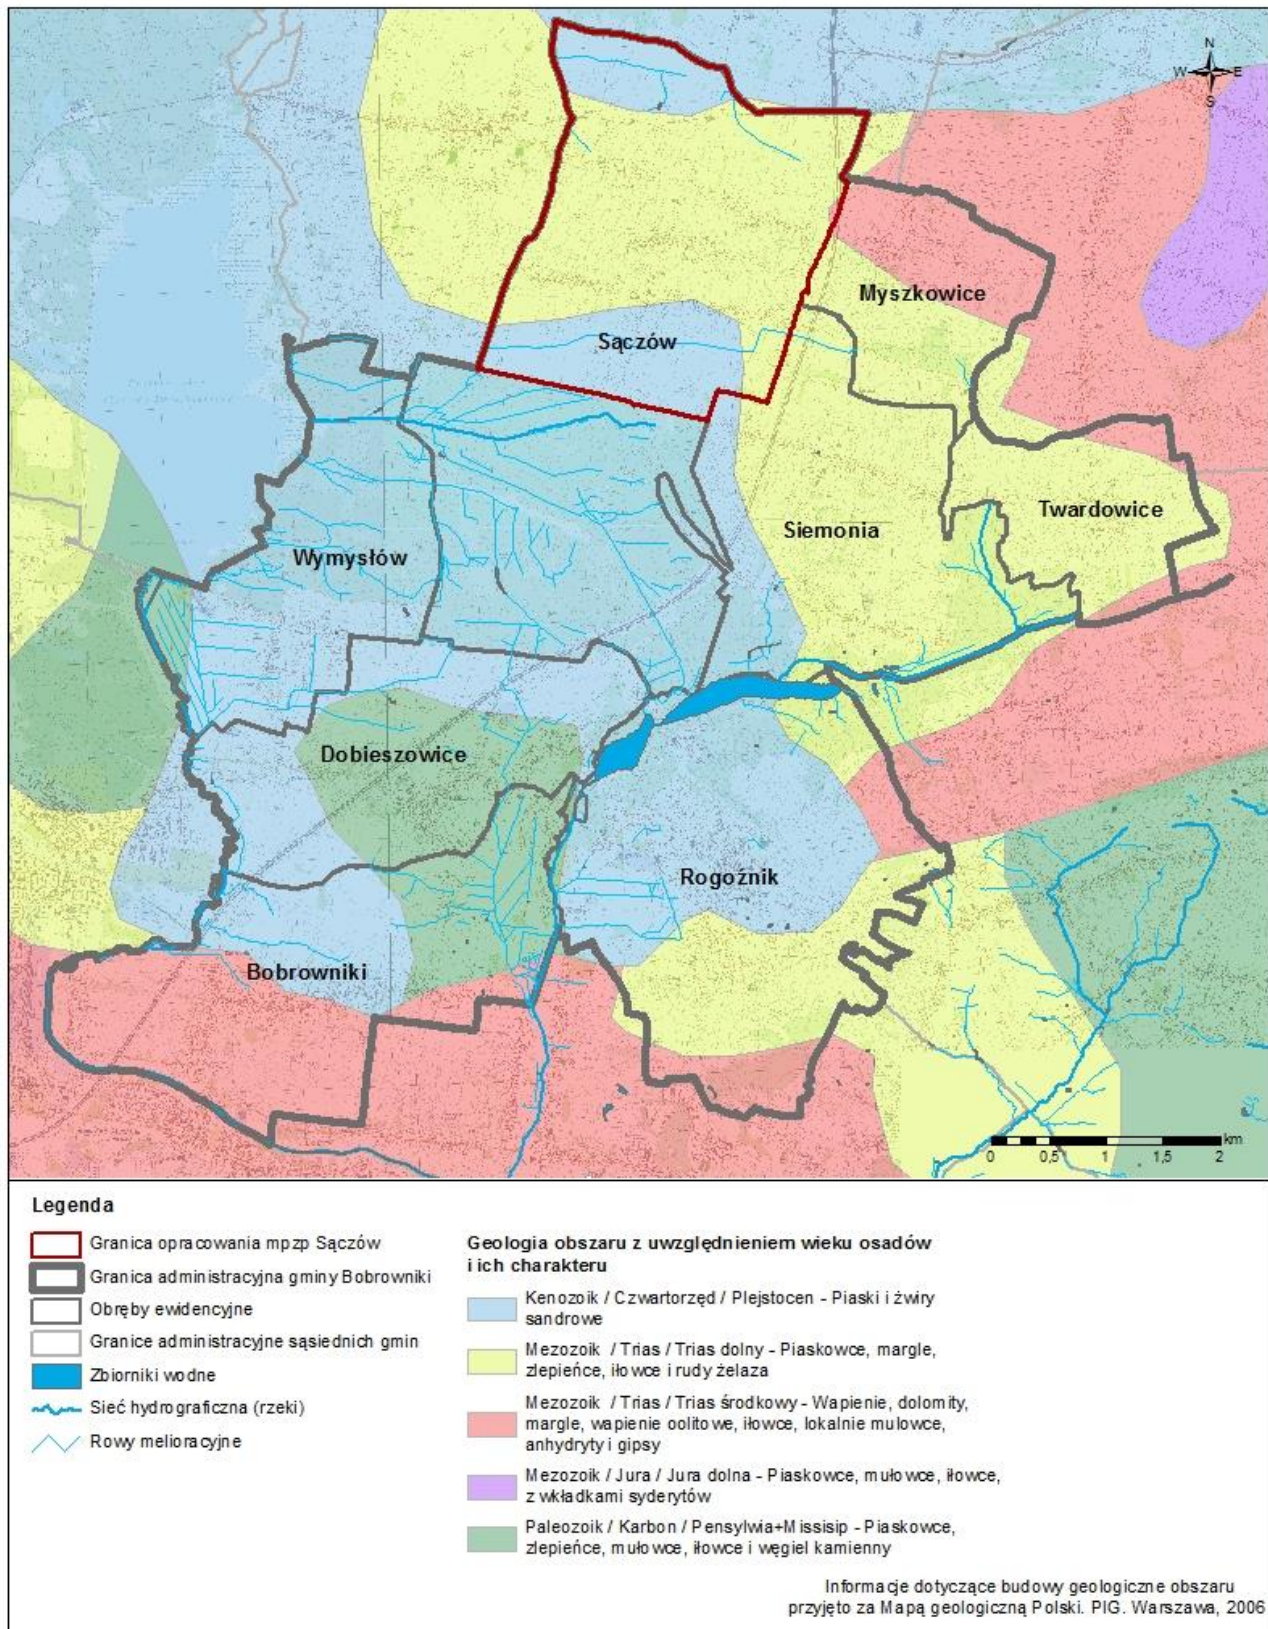 N
W E
S
Myszkowice
Sączów
Twardowice
Siemonia
Wymysłów
Dobieszowice
Rogoźnik
Bobrowniki
km
0 0,5 1 1,5 2
Legenda
Granica opracowania mpzp Sączów
Granica administracyjna gminy Bobrowniki
Obręby ewidencyjne
Granice administracyjne sąsiednich gmin
Zbiorniki wodne
Sieć hydrograficzna (rzeki)
Rowy melioracyjne
Geologia obszaru z uwzględnieniem wieku osadów
i ich charakteru
Kenozoik / Czwartorzęd / Plejstocen - Piaski i żwiry
sandrowe
Mezozoik / Trias / Trias dolny - Piaskowce, margle,
zlepieńce, iłowce i rudy żelaza
Mezozoik / Trias / Trias środkowy - Wapienie, dolomity,
margle, wapienie oolitowe, iłowce, lokalnie mulowce,
anhydryty i gipsy
Mezozoik / Jura / Jura dolna - Piaskowce, mułowce, iłowce,
z wkładkami syderytów
Paleozoik / Karbon / Pensylwia+Missisip - Piaskowce,
zlepieńce, mułowce, iłowce i węgiel kamienny
Informacje dotyczące budowy geologiczne obszaru
przyjęto za Mapą geologiczną Polski. PIG. Warszawa, 2006